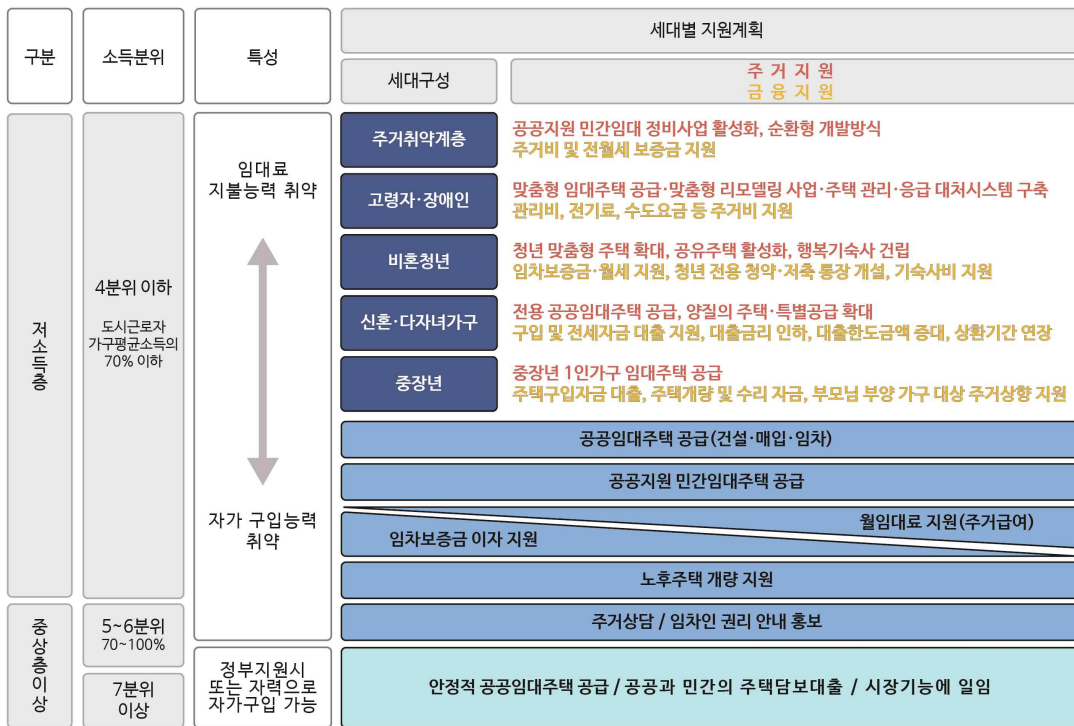 구분
소득분위
특성
세대별 지원계획
세대구성
주 거 지 원
금 융 지 원
저소득층
4분위 이하
도시근로자
가구평균소득의
70% 이하
임대료
지불능력 취약
자가 구입능력
취약
주거취약계층
공공지원 민간임대 정비사업 활성화, 순환형 개발방식
주거비 및 전월세 보증금 지원
고령자·장애인
맞춤형 임대주택 공급·맞춤형 리모델링 사업·주택 관리·응급 대처시스템 구축
관리비, 전기료, 수도요금 등 주거비 지원
비혼청년
청년 맞춤형 주택 확대, 공유주택 활성화, 행복기숙사 건립
임차보증금·월세 지원, 청년 전용 청약·저축 통장 개설, 기숙사비 지원
신혼·다자녀가구
전용 공공임대주택 공급, 양질의 주택·특별공급 확대
구입 및 전세자금 대출 지원, 대출금리 인하, 대출한도금액 증대, 상환기간 연장
중장년
중장년 1인가구 임대주택 공급
주택구입자금 대출, 주택개량 및 수리 자금, 부모님 부양 가구 대상 주거상향 지원
공공임대주택 공급(건설·매입·임차)
공공지원 민간임대주택 공급
월임대료 지원(주거급여)
임차보증금 이자 지원
노후주택 개량 지원
중상층이상
5~6분위
70~100%
주거상담 / 임차인 권리 안내 홍보
7분위
이상
정부지원시
또는 자력으로
자가구입 가능
안정적 공공임대주택 공급 / 공공과 민간의 주택담보대출 / 시장기능에 일임